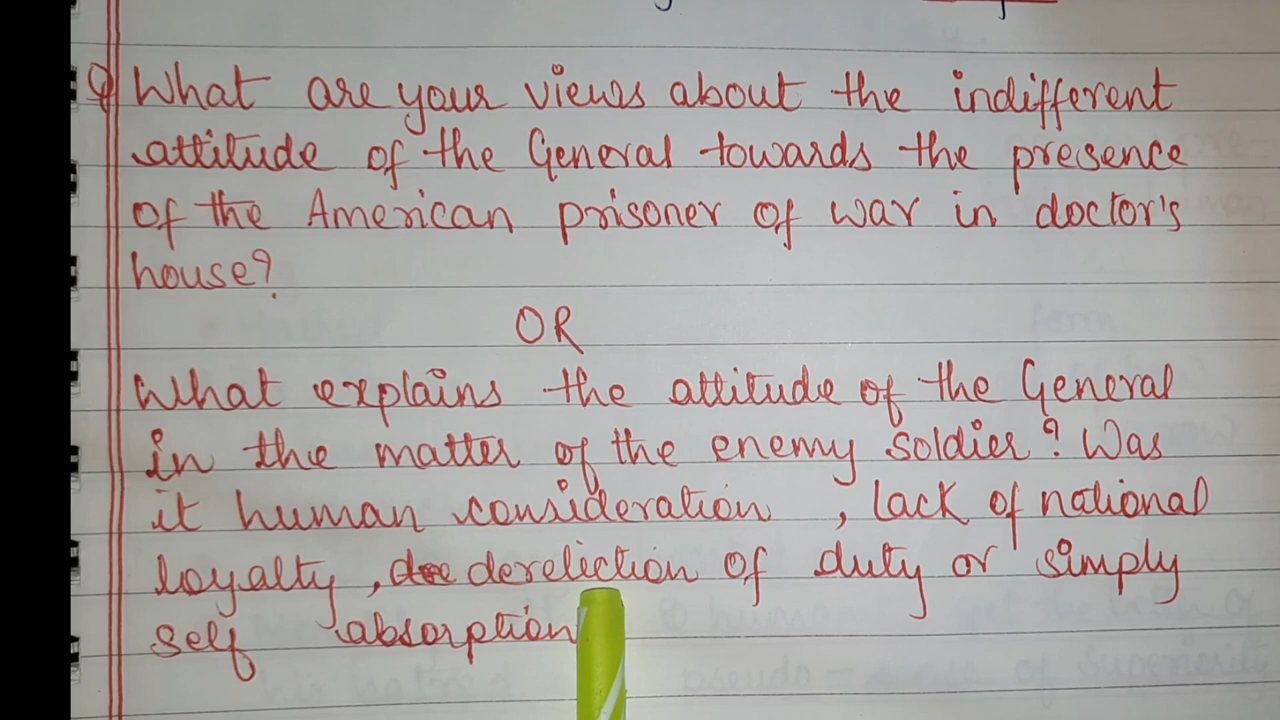 Q What are your views about the indifferent
attitude of the General towards the presence
of the American prisoner of war in doctor's
house?
OR
What explains the attitude of the General
in the matter of the enemy soldier? Was
it human consideration, lack of national
loyalty, dereliction of duty or simply
self absorption